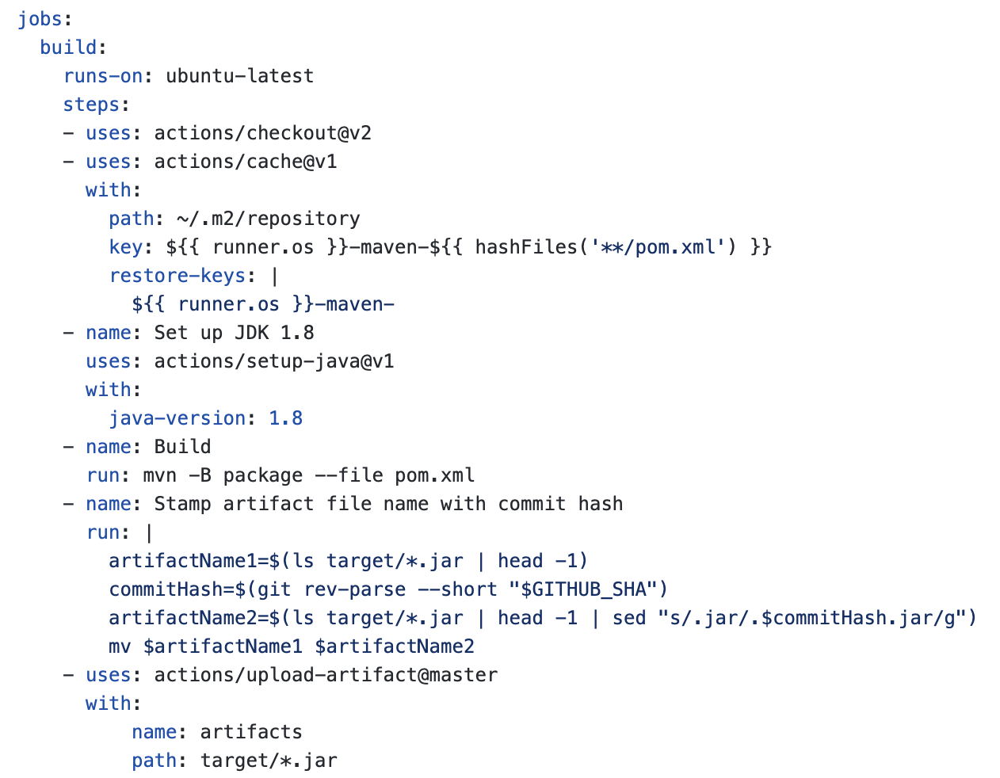 jobs:
  build:
    runs-on: ubuntu-latest
    steps:
    - uses: actions/checkout@v2
    - uses: actions/cache@v1
      with:
        path: ~/.m2/repository
        key: ${{ runner.os }}-maven-${{ hashFiles('**/pom.xml') }}
        restore-keys: |
          ${{ runner.os }}-maven-
    - name: Set up JDK 1.8
      uses: actions/setup-java@v1
      with:
        java-version: 1.8
    - name: Build
      run: mvn -B package --file pom.xml
    - name: Stamp artifact file name with commit hash
      run: |
        artifactName1=$(ls target/*.jar | head -1)
        commitHash=$(git rev-parse --short "$GITHUB_SHA")
        artifactName2=$(ls target/*.jar | head -1 | sed "s/.jar/.$commitHash.jar/g")
        mv $artifactName1 $artifactName2
    - uses: actions/upload-artifact@master
      with:
          name: artifacts
          path: target/*.jar